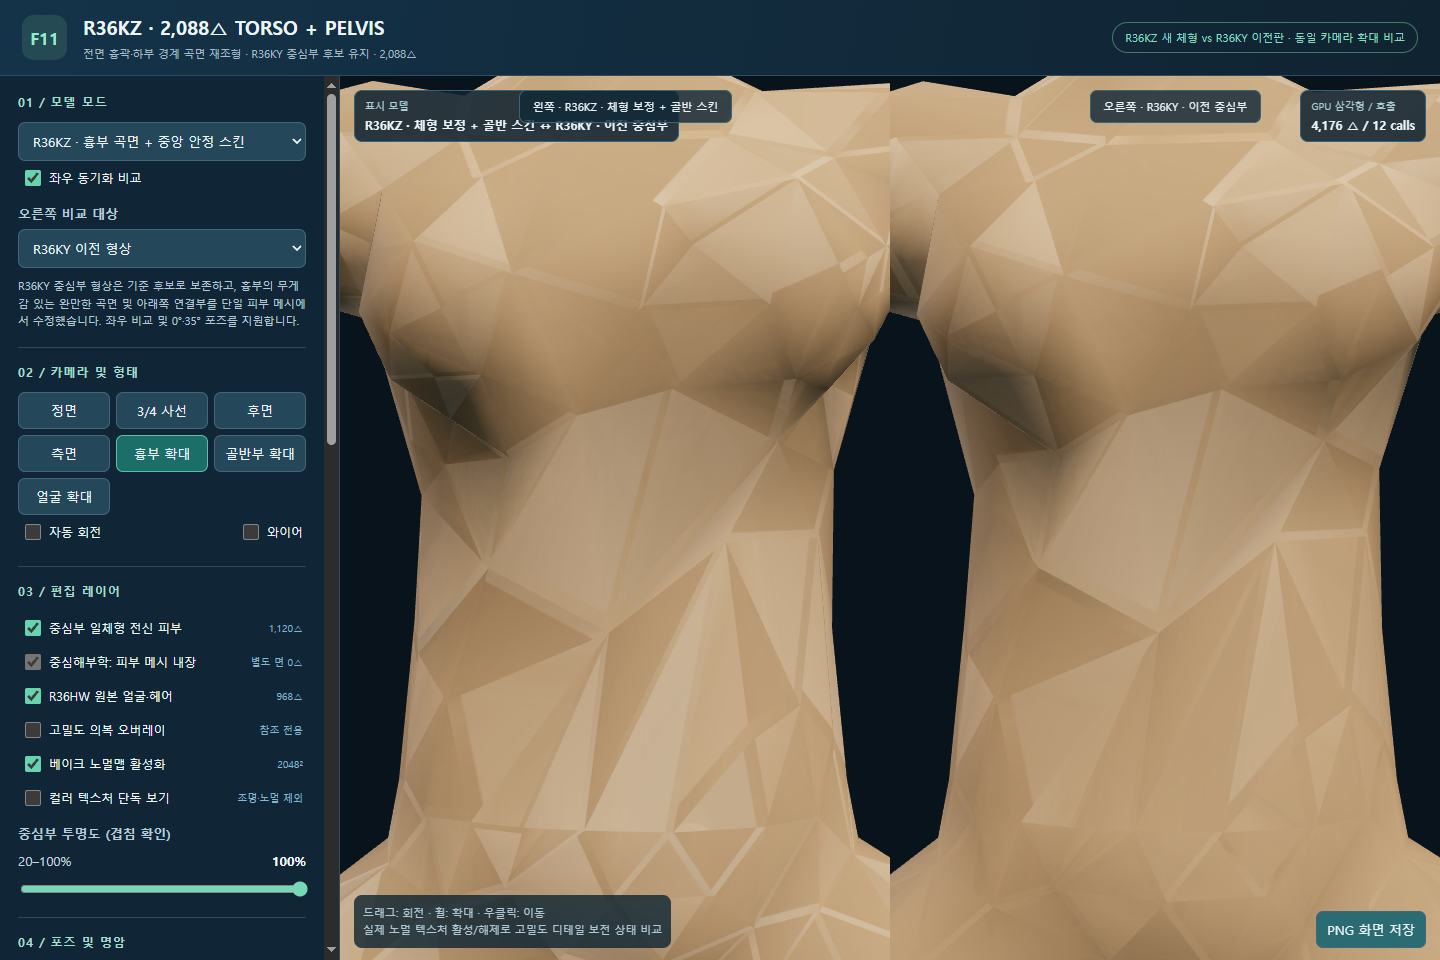 F11
R36KZ · 2,088△ TORSO + PELVIS
전면 흉곽·하부 경계 곡면 재조형 · R36KY 중심부 후보 유지 · 2,088△
R36KZ 새 체형 vs R36KY 이전판 · 동일 카메라 확대 비교
01 / 모델 모드
R36KZ · 흉부 곡면 + 중앙 안정 스킨
좌우 동기화 비교
오른쪽 비교 대상
R36KY 이전 형상
R36KY 중심부 형상은 기준 후보로 보존하고, 흉부의 무게
감 있는 완만한 곡면 및 아래쪽 연결부를 단일 피부 메시에
서 수정했습니다. 좌우 비교 및 0°·35° 포즈를 지원합니다.
02 / 카메라 및 형태
정면
3/4 사선
후면
측면
흉부 확대
골반부 확대
얼굴 확대
자동 회전
와이어
03 / 편집 레이어
중심부 일체형 전신 피부
1,120△
중심해부학: 피부 메시 내장
별도 면 0△
R36HW 원본 얼굴·헤어
968△
고밀도 의복 오버레이
참조 전용
베이크 노멀맵 활성화
2048²
컬러 텍스처 단독 보기
조명·노멀 제외
중심부 투명도 (겹침 확인)
20–100%
100%
04 / 포즈 및 명암
표시 모델
R36KZ · 체형 보정 + 골반 스킨 ↔ R36KY · 이전 중심부
왼쪽 · R36KZ · 체형 보정 + 골반 스킨
오른쪽 · R36KY · 이전 중심부
GPU 삼각형 / 호출
4,176 △ / 12 calls
드래그: 회전 · 휠: 확대 · 우클릭: 이동
실제 노멀 텍스처 활성/해제로 고밀도 디테일 보전 상태 비교
PNG 화면 저장